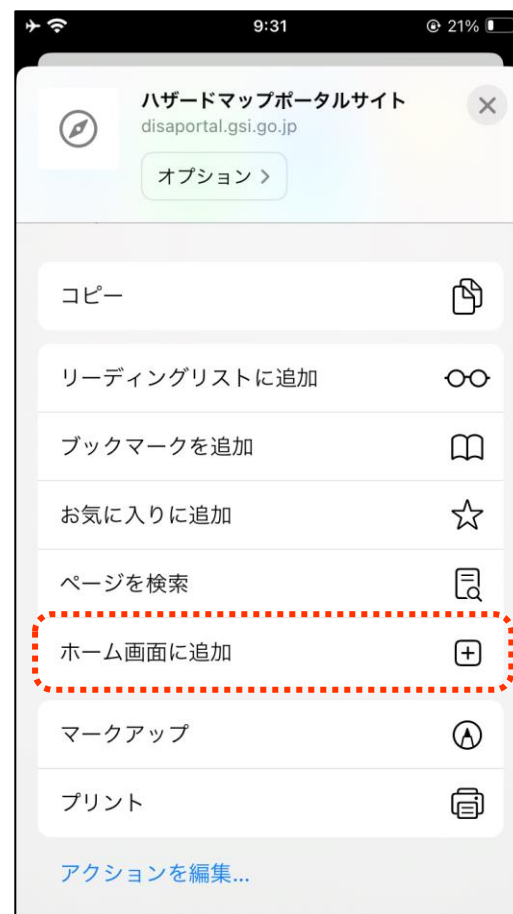 9:31
21%
ハザードマップポータルサイト
disaportal.gsi.go.jp
オプション
コピー
リーディングリストに追加
ブックマークを追加
お気に入りに追加
ページを検索
ホーム画面に追加
マークアップ
プリント
アクションを編集...